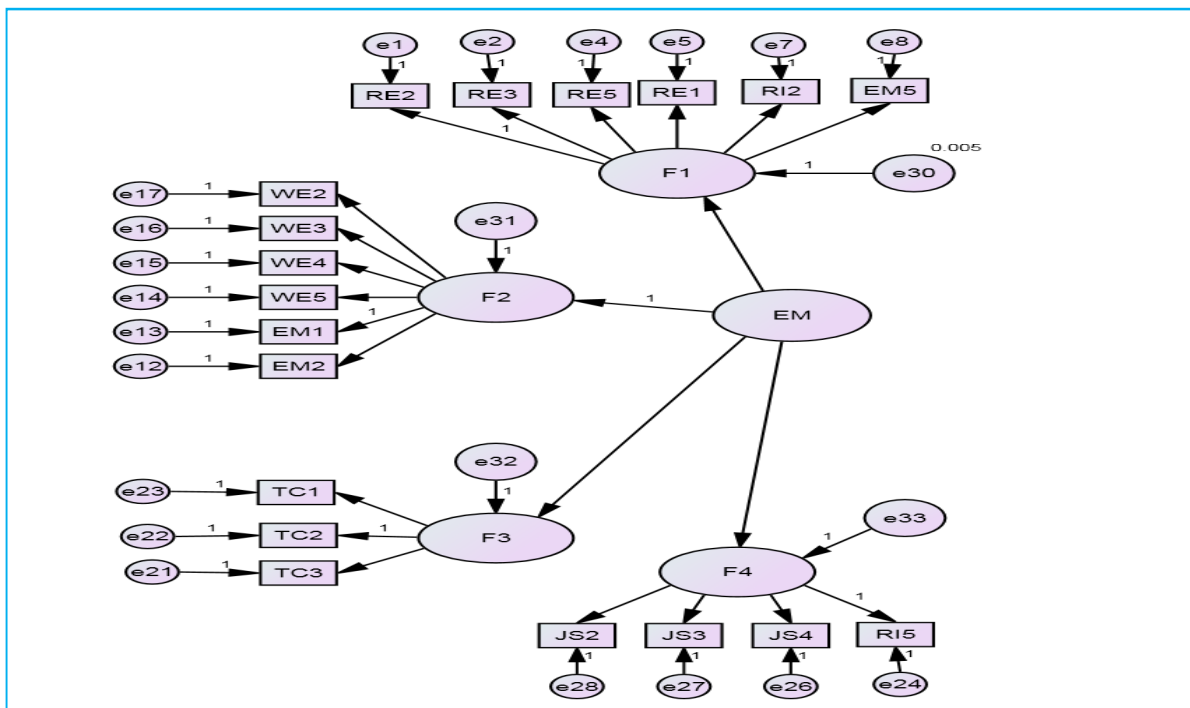 e1 e2 e4 e5 e7 e8
1 1 1 1 1 1
RE2 RE3 RE5 RE1 RI2 EM5
1
0.005
F1 1 e30
e17 1 WE2
e16 1 WE3
e15 1 WE4
e14 1 WE5
e13 1 EM1
e12 1 EM2
e31
1
1 F2 1 EM
e32
1
e23 1 TC1
e22 1 TC2 1 F3
e21 1 TC3
e33
1
F4
1
JS2 JS3 JS4 RI5
1 1 1 1
e28 e27 e26 e24